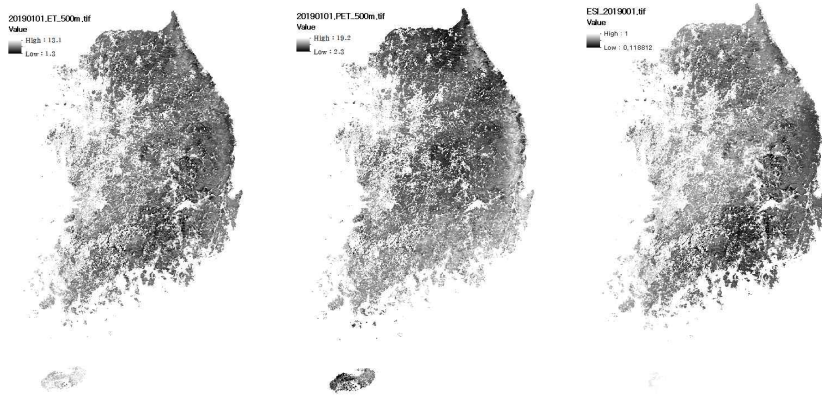 20190101_ET_500m.tif
Value
High : 13.1
Low : 1.3
20190101_PET_500m.tif
Value
High : 19.2
Low : 2.3
ESI_2019001.tif
Value
High : 1
Low : 0.118812